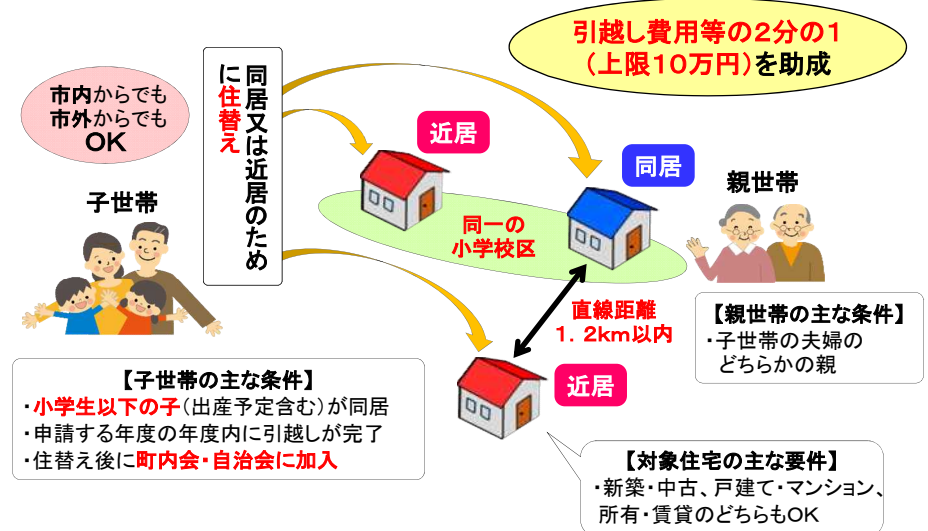 引越し費用等の2分の1
(上限10万円)を助成
市内からでも
市外からでも
OK
同居又は近居のため
に住替え
近居
同居
子世帯
親世帯
同一の
小学校区
直線距離
1.2km以内
【親世帯の主な条件】
・子世帯の夫婦の
どちらかの親
近居
【子世帯の主な条件】
・小学生以下の子(出産予定含む)が同居
・申請する年度の年度内に引越しが完了
・住替え後に町内会・自治会に加入
【対象住宅の主な要件】
・新築・中古、戸建て・マンション、
所有・賃貸のどちらもOK